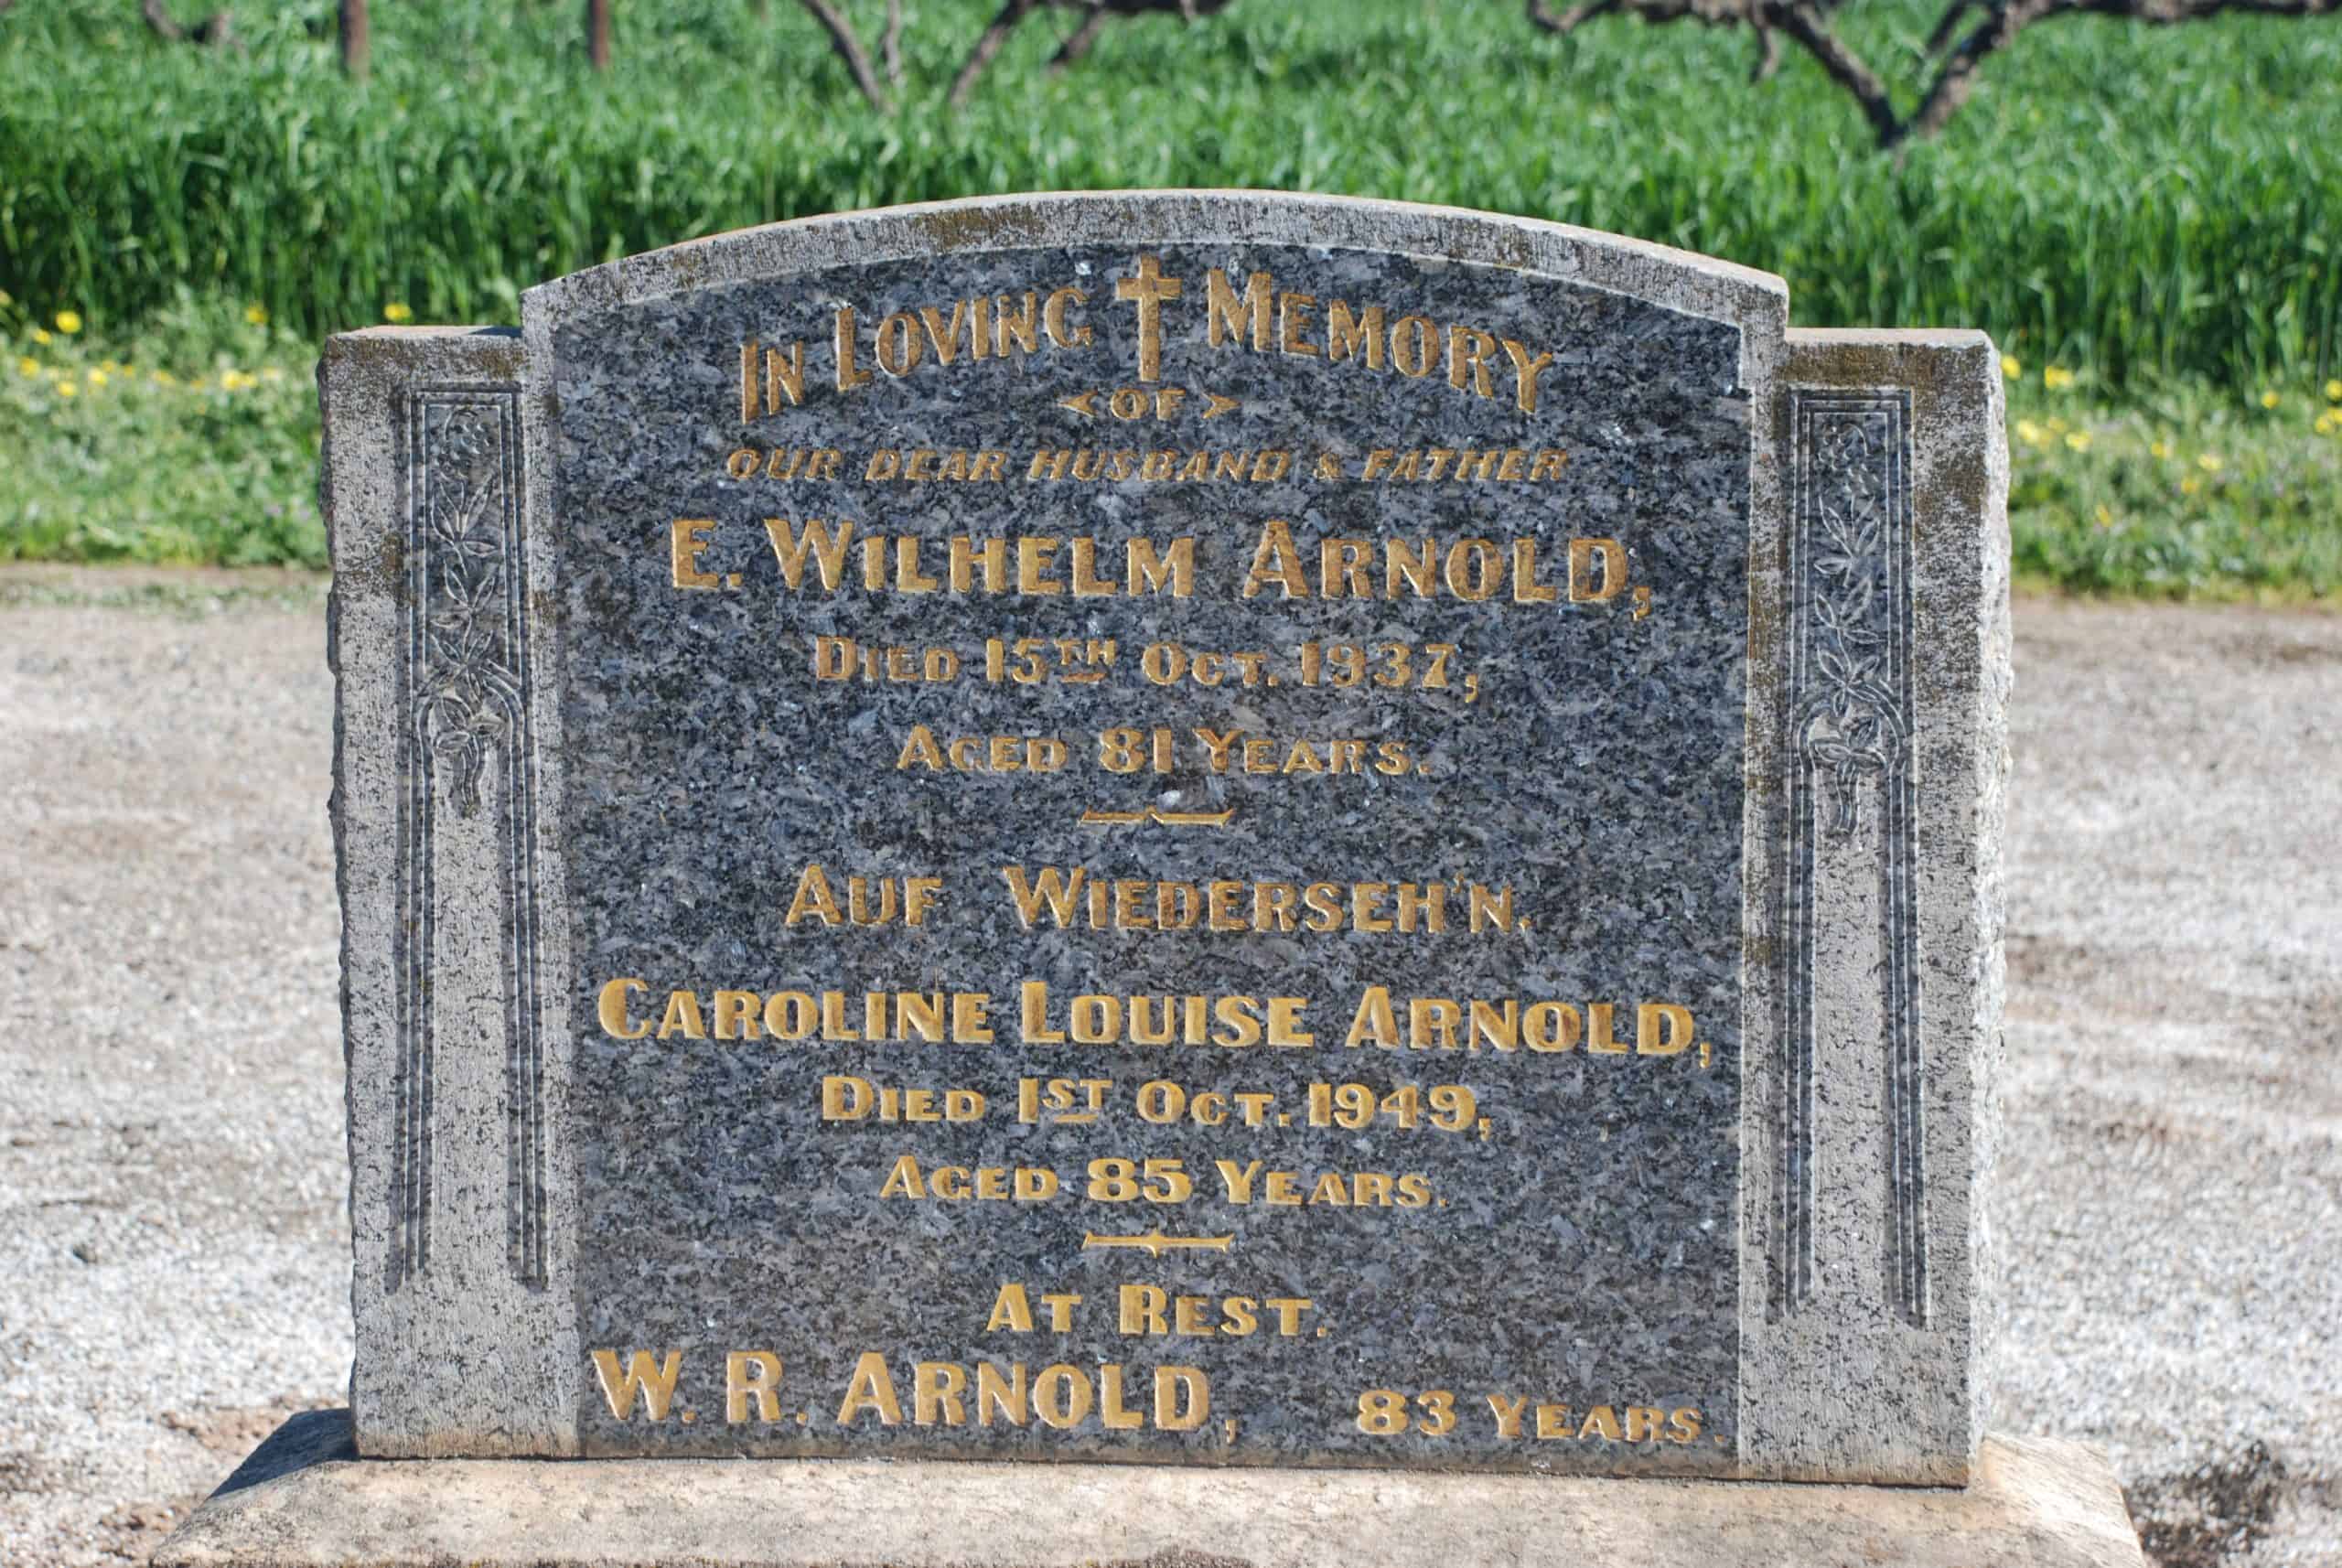 IN LOVING MEMORY
OF
OUR DEAR HUSBAND & FATHER
E. WILHELM ARNOLD,
DIED 15TH OCT. 1937,
AGED 81 YEARS.
AUF WIEDERSEH'N.
CAROLINE LOUISE ARNOLD,
DIED 1ST OCT. 1949,
AGED 85 YEARS.
AT REST.
W. R. ARNOLD, 83 YEARS.